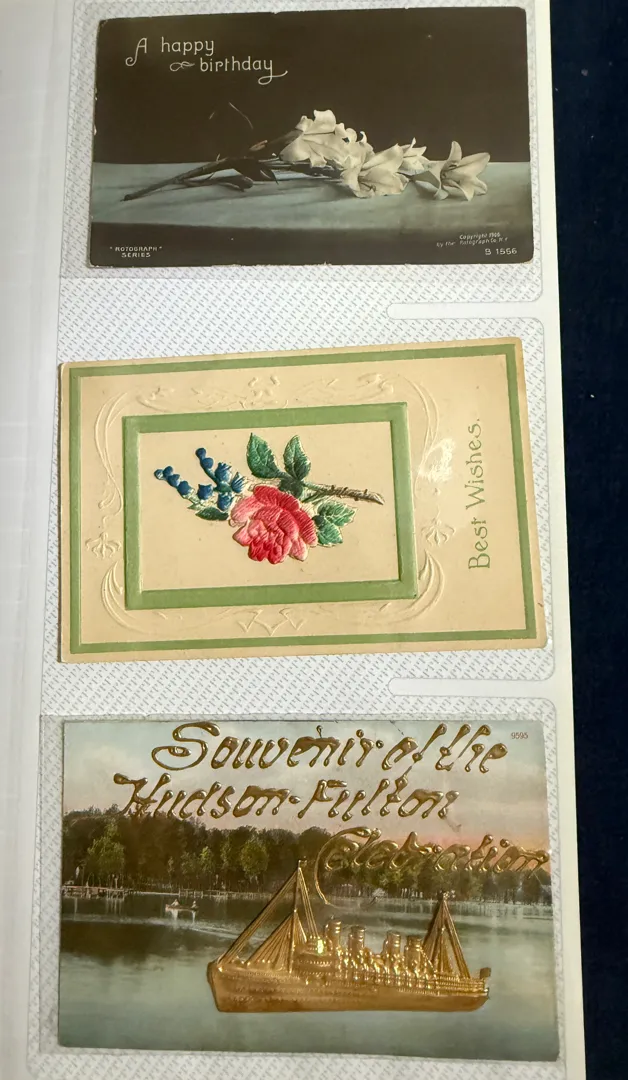 A happy
birthday
"ROTOGRAPH"
SERIES
Copyright 1906
by the Rotograph Co. N.Y.
B 1556
Best Wishes.
9595
Souvenir of the
Hudson-Fulton
Celebration